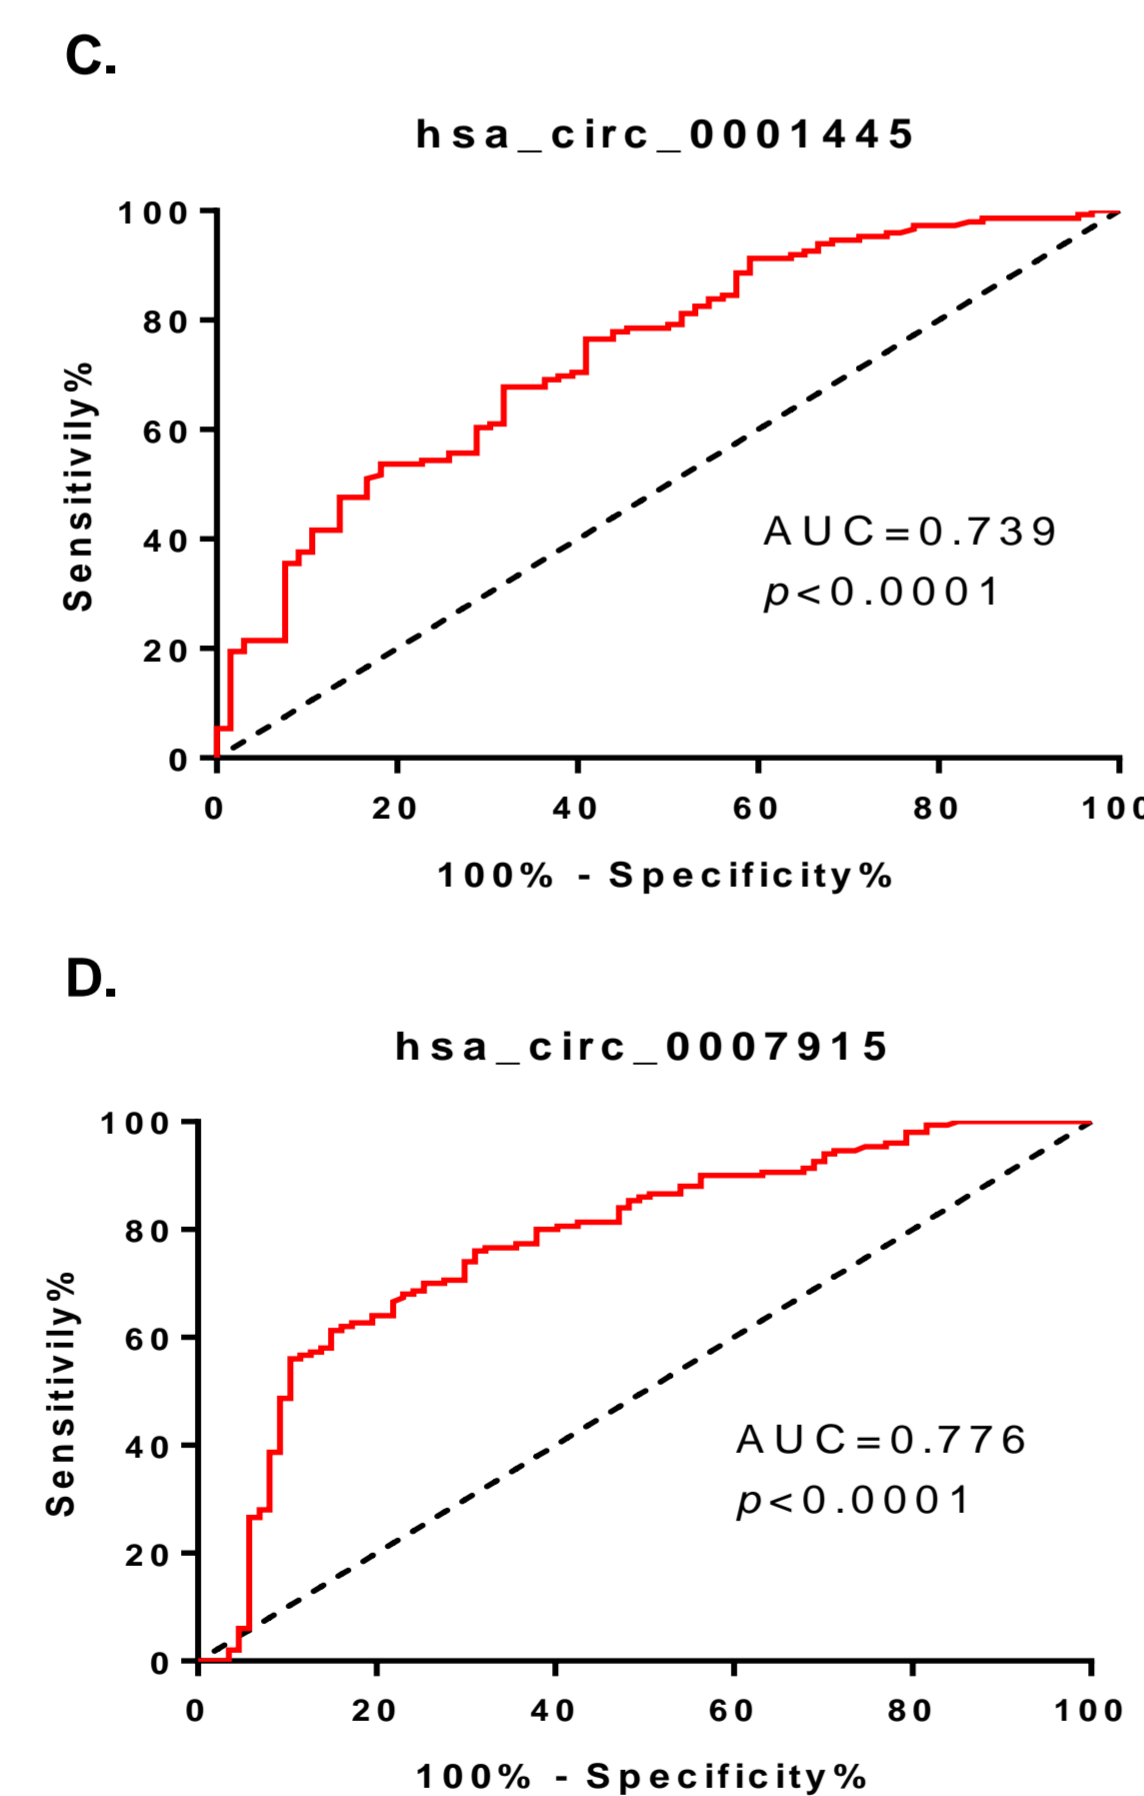 C.
hsa_circ_0001445
100
80
60
40
20
0
Sensitivily%
0 20 40 60 80 100
AUC=0.739
p<0.0001
100% - Specificity%
D.
hsa_circ_0007915
100
80
60
40
20
0
Sensitivily%
0 20 40 60 80 100
AUC=0.776
p<0.0001
100% - Specificity%